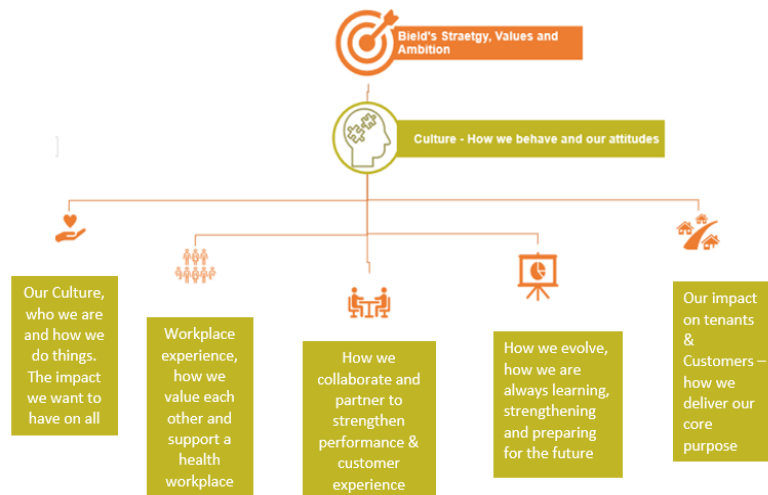 Bield's Straetgy, Values and
Ambition
Culture - How we behave and our attitudes
Our Culture,
who we are
and how we
do things.
The impact
we want to
have on all
Workplace
experience,
how we
value each
other and
support a
health
workplace
How we
collaborate and
partner to
strengthen
performance &
customer
experience
How we evolve,
how we are
always learning,
strengthening
and preparing
for the future
Our impact
on tenants
&
Customers –
how we
deliver our
core
purpose